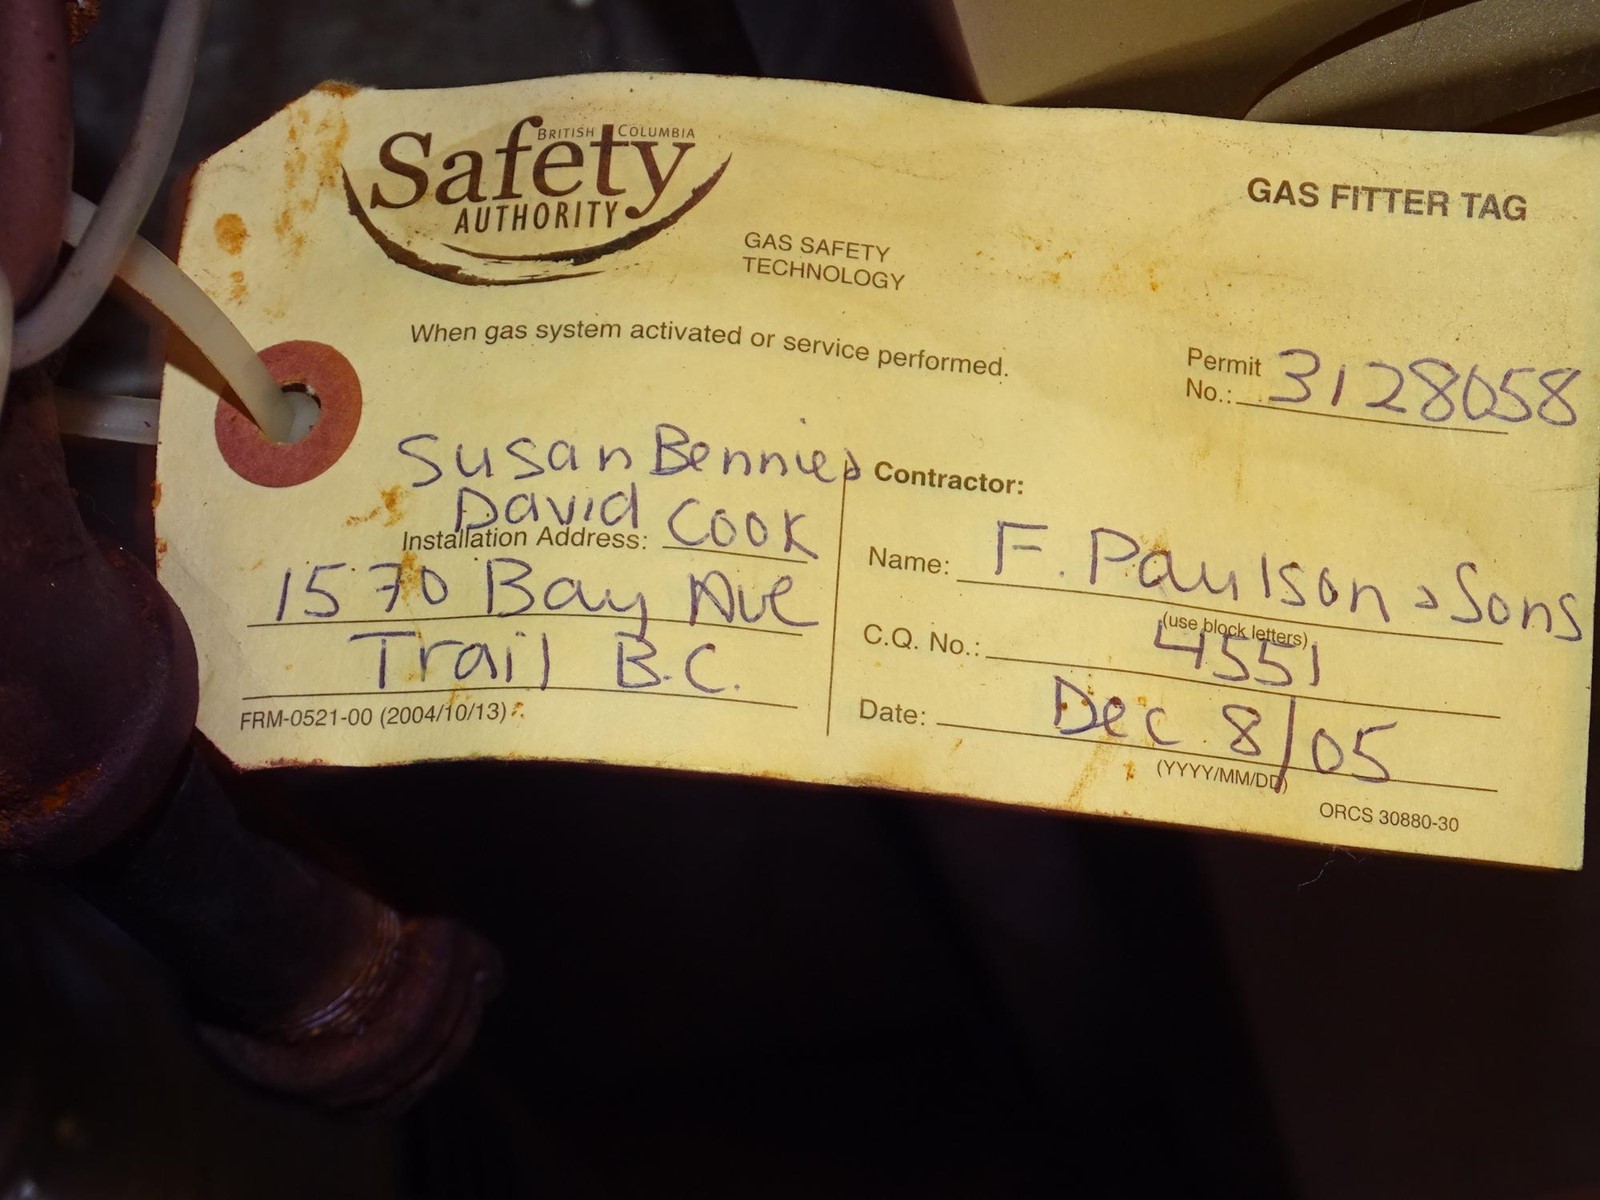 BRITISH COLUMBIA
Safety
AUTHORITY
GAS SAFETY
TECHNOLOGY
GAS FITTER TAG
When gas system activated or service performed.
Permit
No.: 3128058
Susan Bennie &
David Cook
Installation Address:
1570 Bay Ave
Trail B.C.
FRM-0521-00 (2004/10/13)
Contractor:
Name: F. Paulson & Sons
(use block letters)
C.Q. No.: 4551
Date: Dec 8/05
(YYYY/MM/DD)
ORCS 30880-30